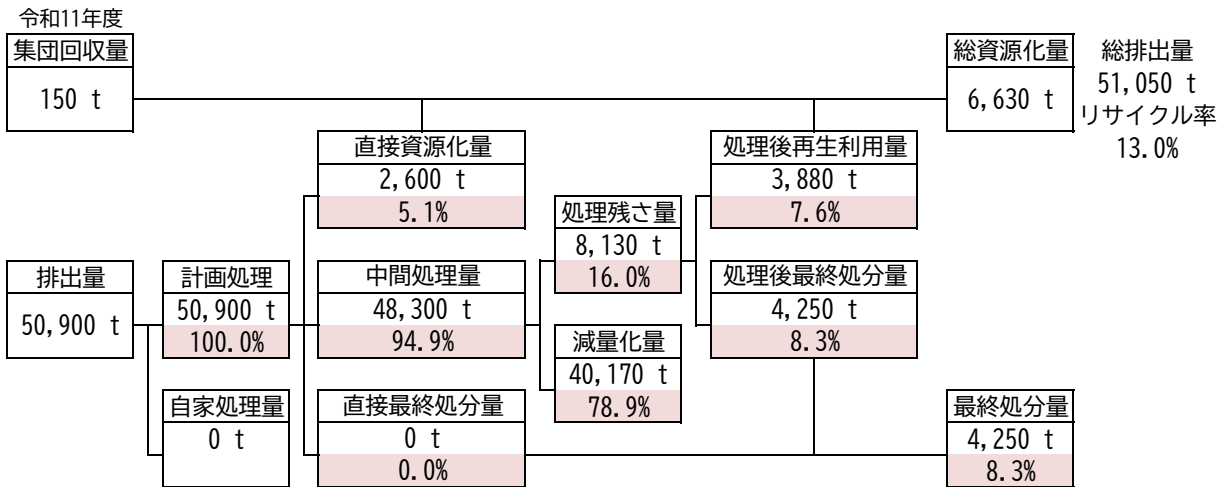 令和11年度
集団回収量
150 t
総資源化量
6,630 t
総排出量
51,050 t
リサイクル率
13.0%
直接資源化量
2,600 t
5.1%
処理後再生利用量
3,880 t
7.6%
処理残さ量
8,130 t
16.0%
排出量
50,900 t
計画処理
50,900 t
100.0%
中間処理量
48,300 t
94.9%
処理後最終処分量
4,250 t
8.3%
減量化量
40,170 t
78.9%
自家処理量
0 t
直接最終処分量
0 t
0.0%
最終処分量
4,250 t
8.3%